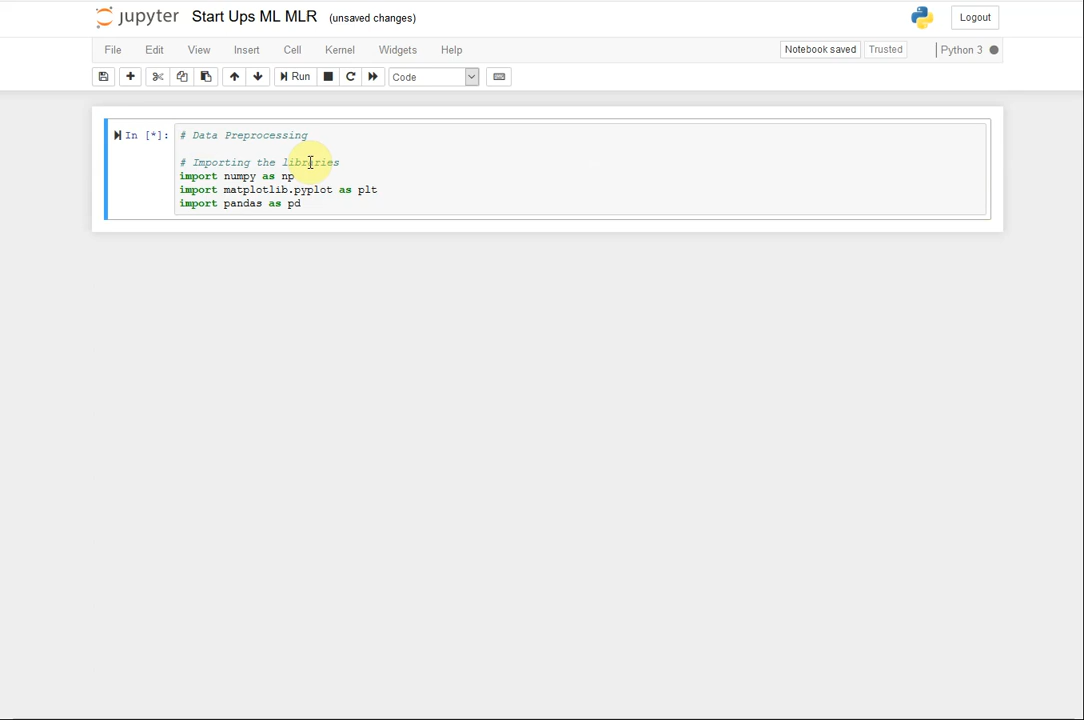 jupyter Start Ups ML MLR (unsaved changes) Logout
File Edit View Insert Cell Kernel Widgets Help Notebook saved Trusted Python 3
Run Code
In [*]: # Data Preprocessing
# Importing the libraries
import numpy as np
import matplotlib.pyplot as plt
import pandas as pd